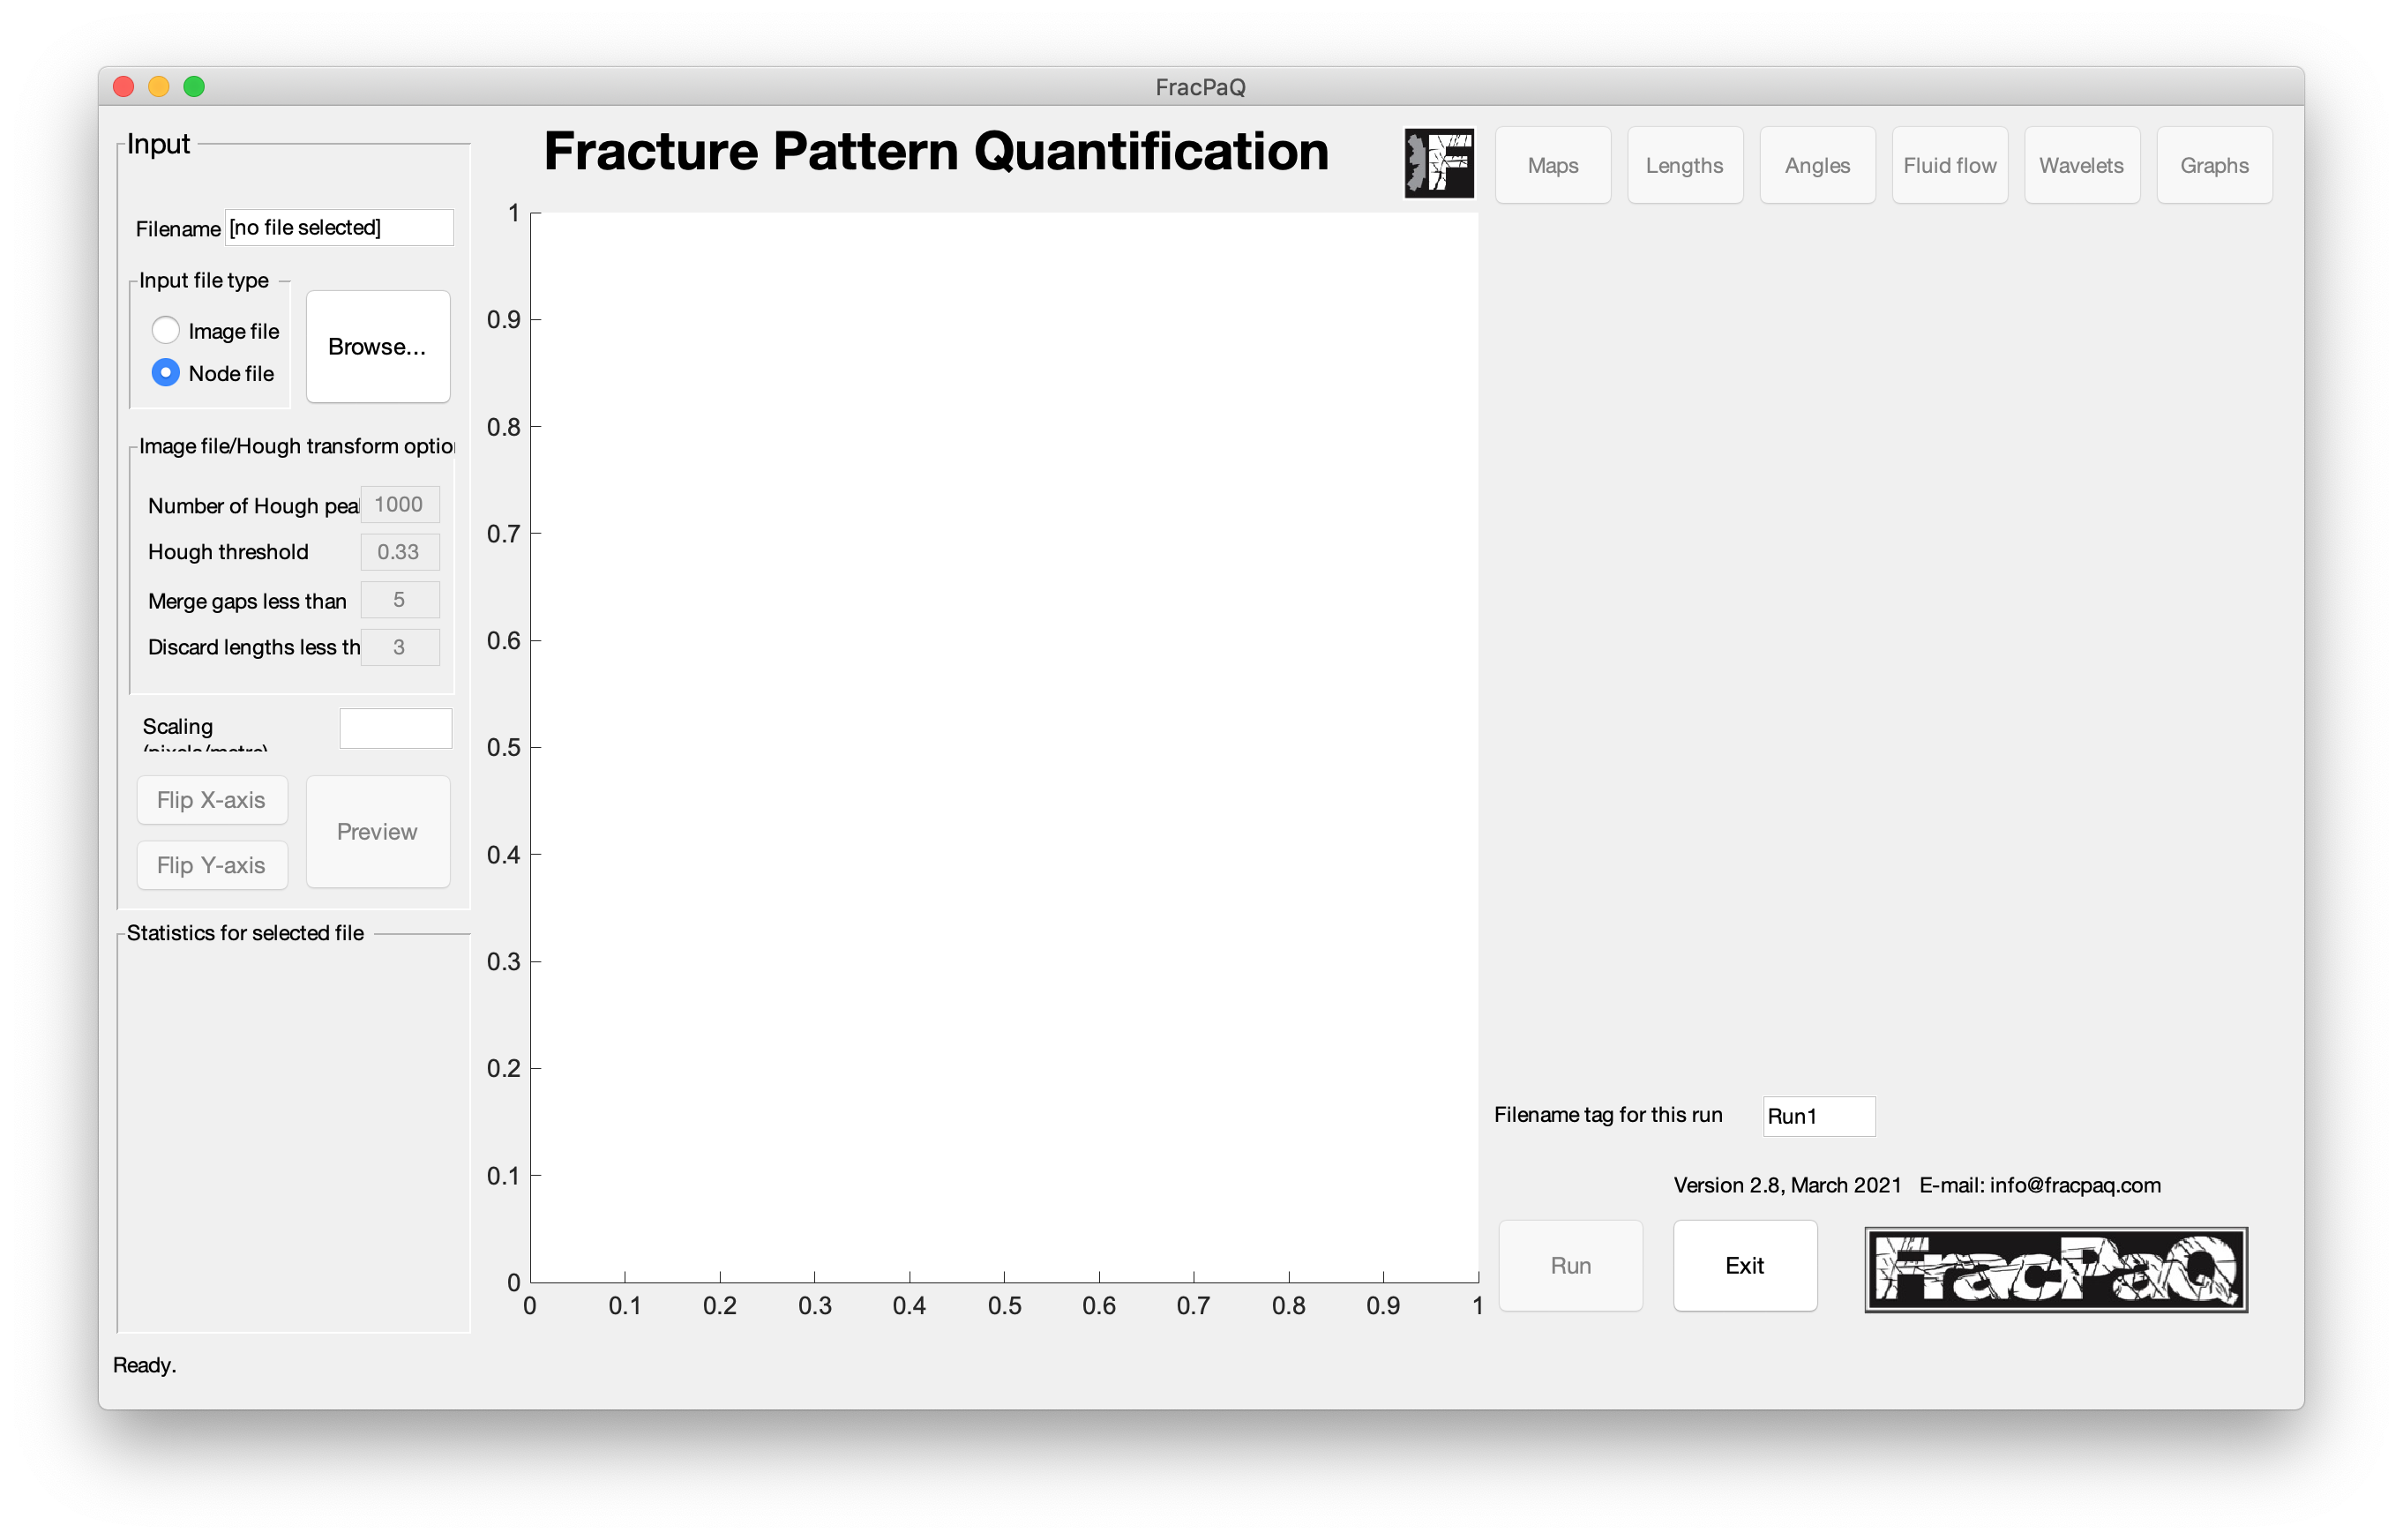 FracPaQ
Input
Filename [no file selected]
Input file type
Image file
Node file
Browse...
Image file/Hough transform optio
Number of Hough pea 1000
Hough threshold 0.33
Merge gaps less than 5
Discard lengths less th 3
Scaling
(pixels/metre)
Flip X-axis
Flip Y-axis
Preview
Statistics for selected file
Ready.
Fracture Pattern Quantification
F
1
0.9
0.8
0.7
0.6
0.5
0.4
0.3
0.2
0.1
0
0 0.1 0.2 0.3 0.4 0.5 0.6 0.7 0.8 0.9 1
Maps Lengths Angles Fluid flow Wavelets Graphs
Filename tag for this run Run1
Version 2.8, March 2021 E-mail: info@fracpaq.com
Run Exit FracPaQ